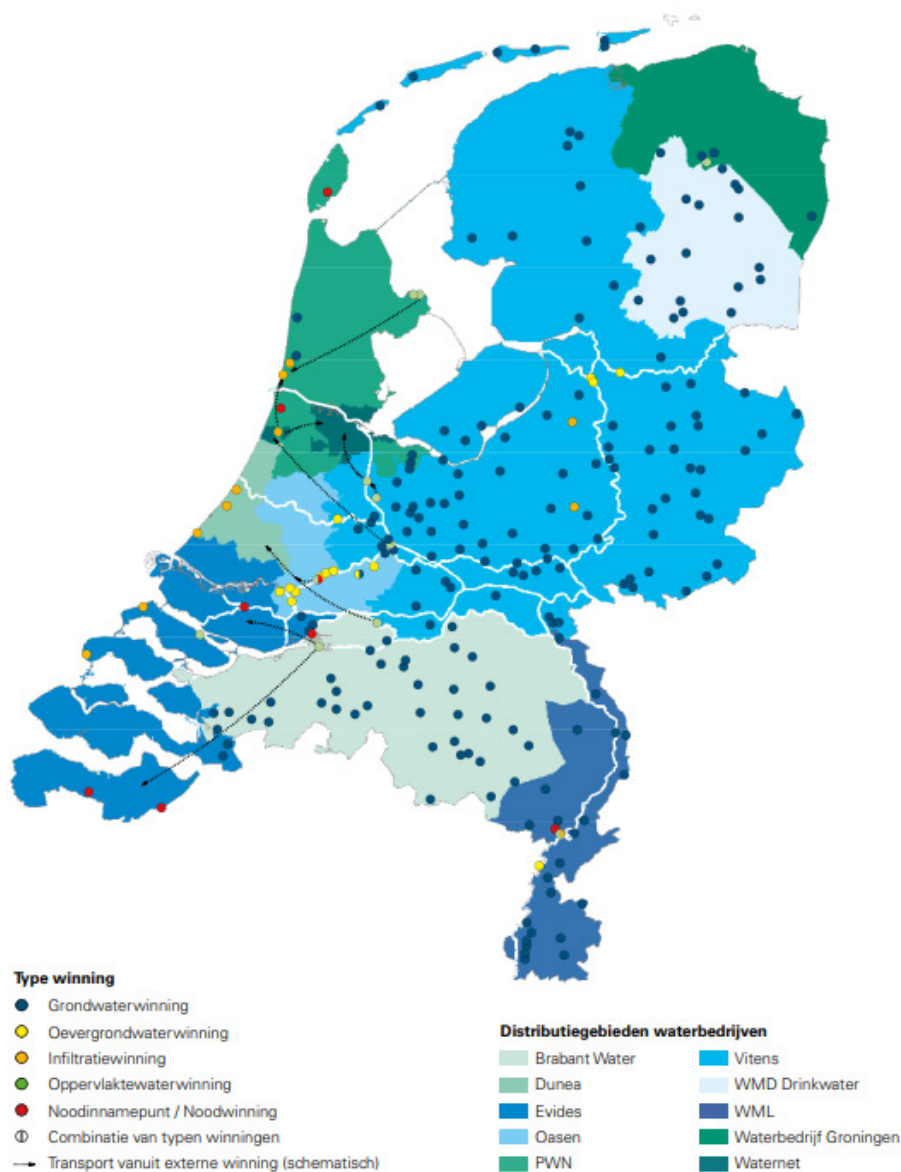 Type winning
Grondwaterwinning
Oevergrondwaterwinning
Infiltratiewinning
Oppervlaktewaterwinning
Noodinnamepunt / Noodwinning
Combinatie van typen winningen
Transport vanuit externe winning (schematisch)
Distributiegebieden waterbedrijven
Brabant Water
Dunea
Evides
Oasen
PWN
Vitens
WMD Drinkwater
WML
Waterbedrijf Groningen
Waternet